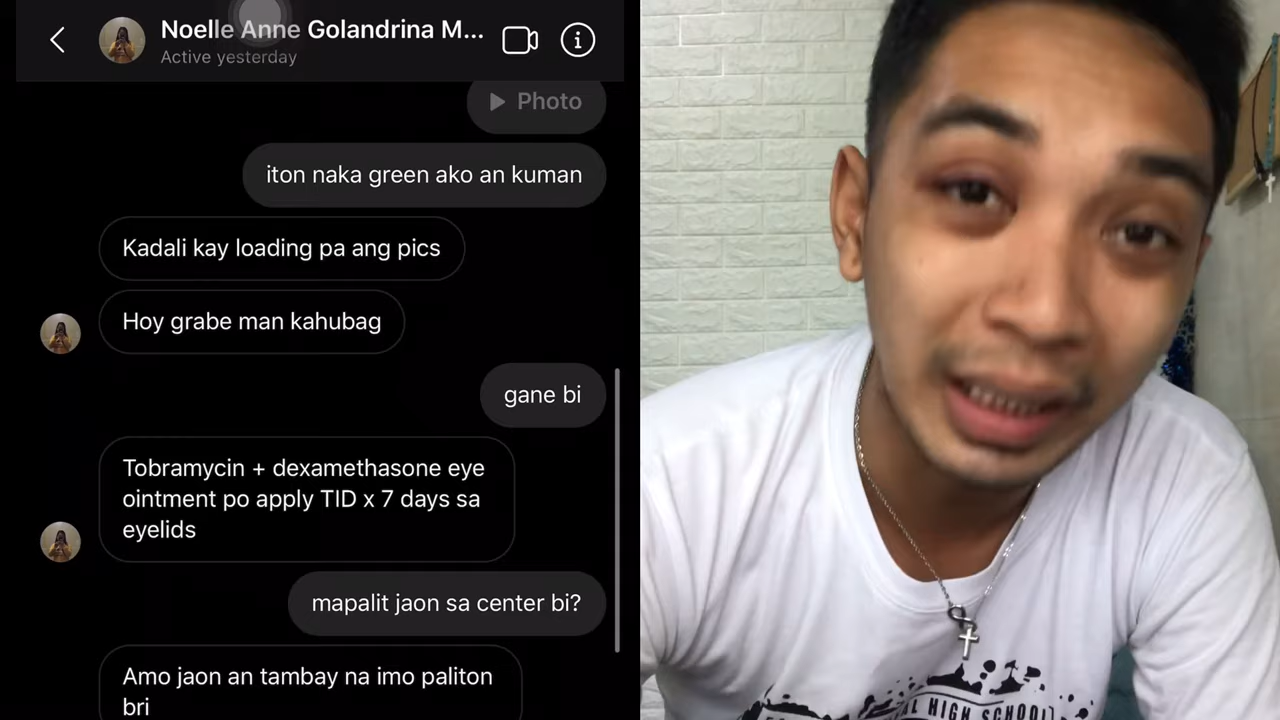 Noelle Anne Golandrina M...
Active yesterday
Photo
iton naka green ako an kuman
Kadali kay loading pa ang pics
Hoy grabe man kahubag
gane bi
Tobramycin + dexamethasone eye
ointment po apply TID x 7 days sa
eyelids
mapalit jaon sa center bi?
Amo jaon an tambay na imo paliton
bri
HIGH SCHOOL